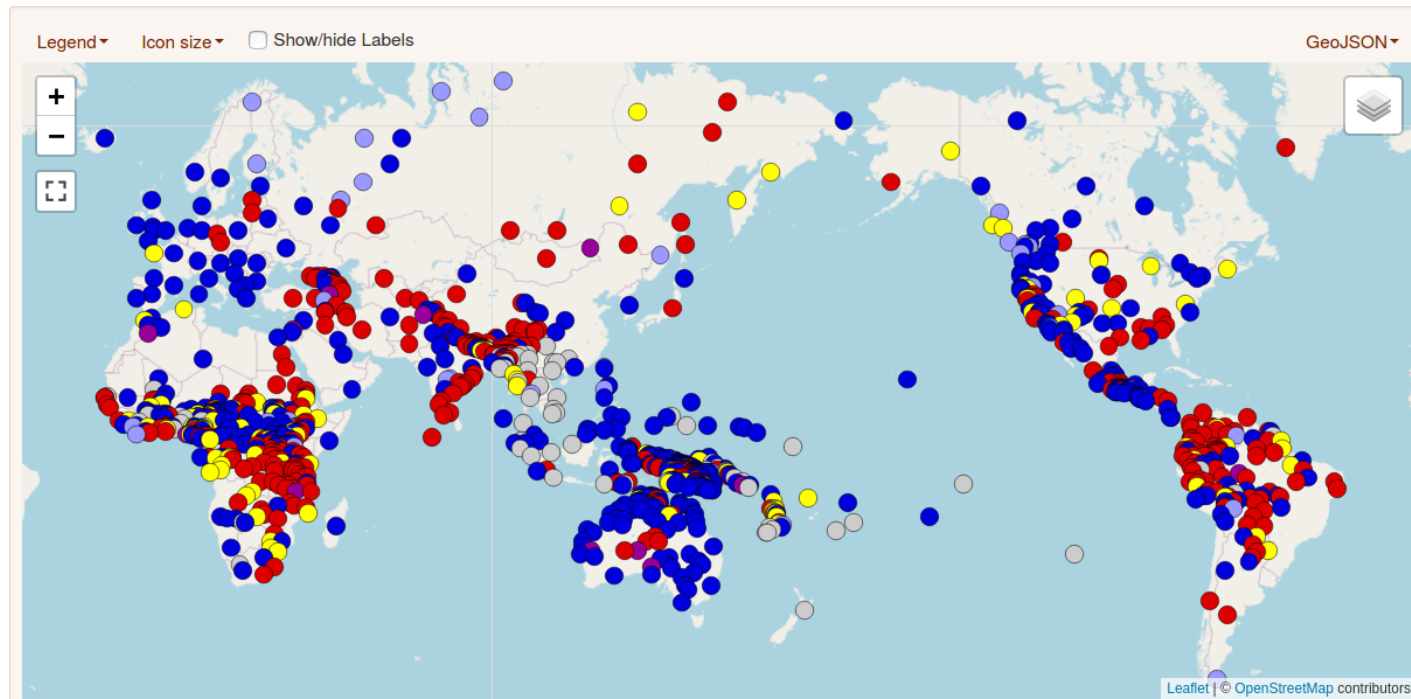 Legend
Icon size
Show/hide Labels
GeoJSON
+
−
Leaflet | © OpenStreetMap contributors